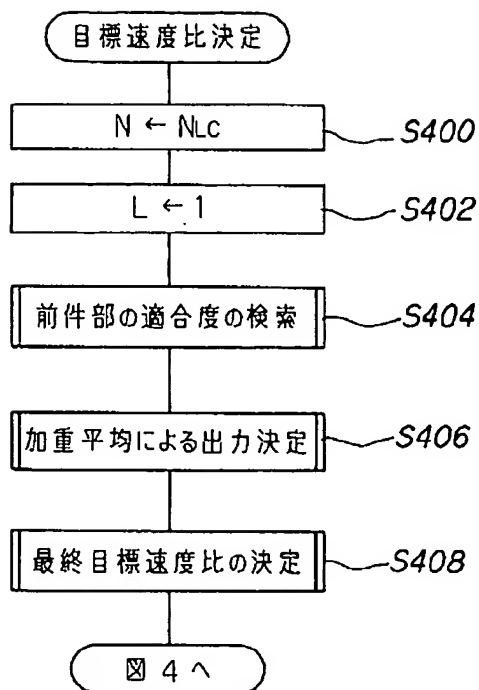 目標速度比決定
N ← NLC
S400
L ← 1
S402
前件部の適合度の検索
S404
加重平均による出力決定
S406
最終目標速度比の決定
S408
図 4 へ